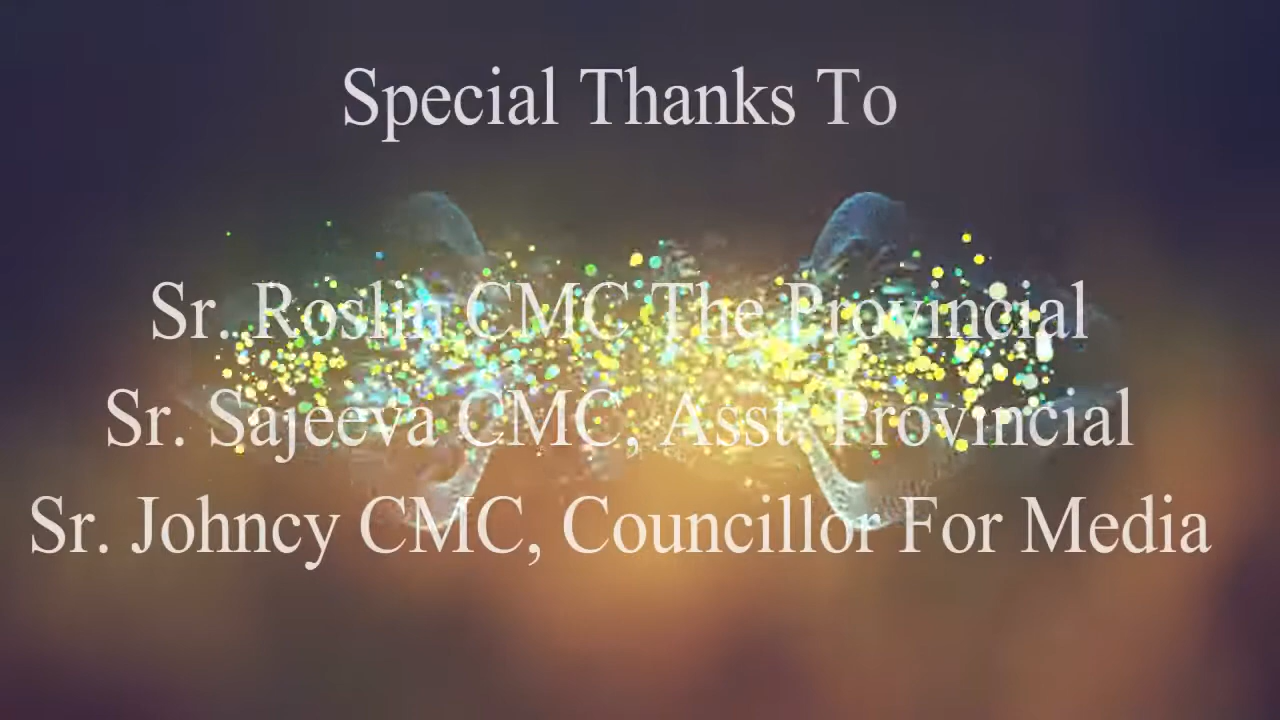 Special Thanks To
Sr. Roslin CMC The Provincial
Sr. Sajeeva CMC, Asst. Provincial
Sr. Johncy CMC, Councillor For Media